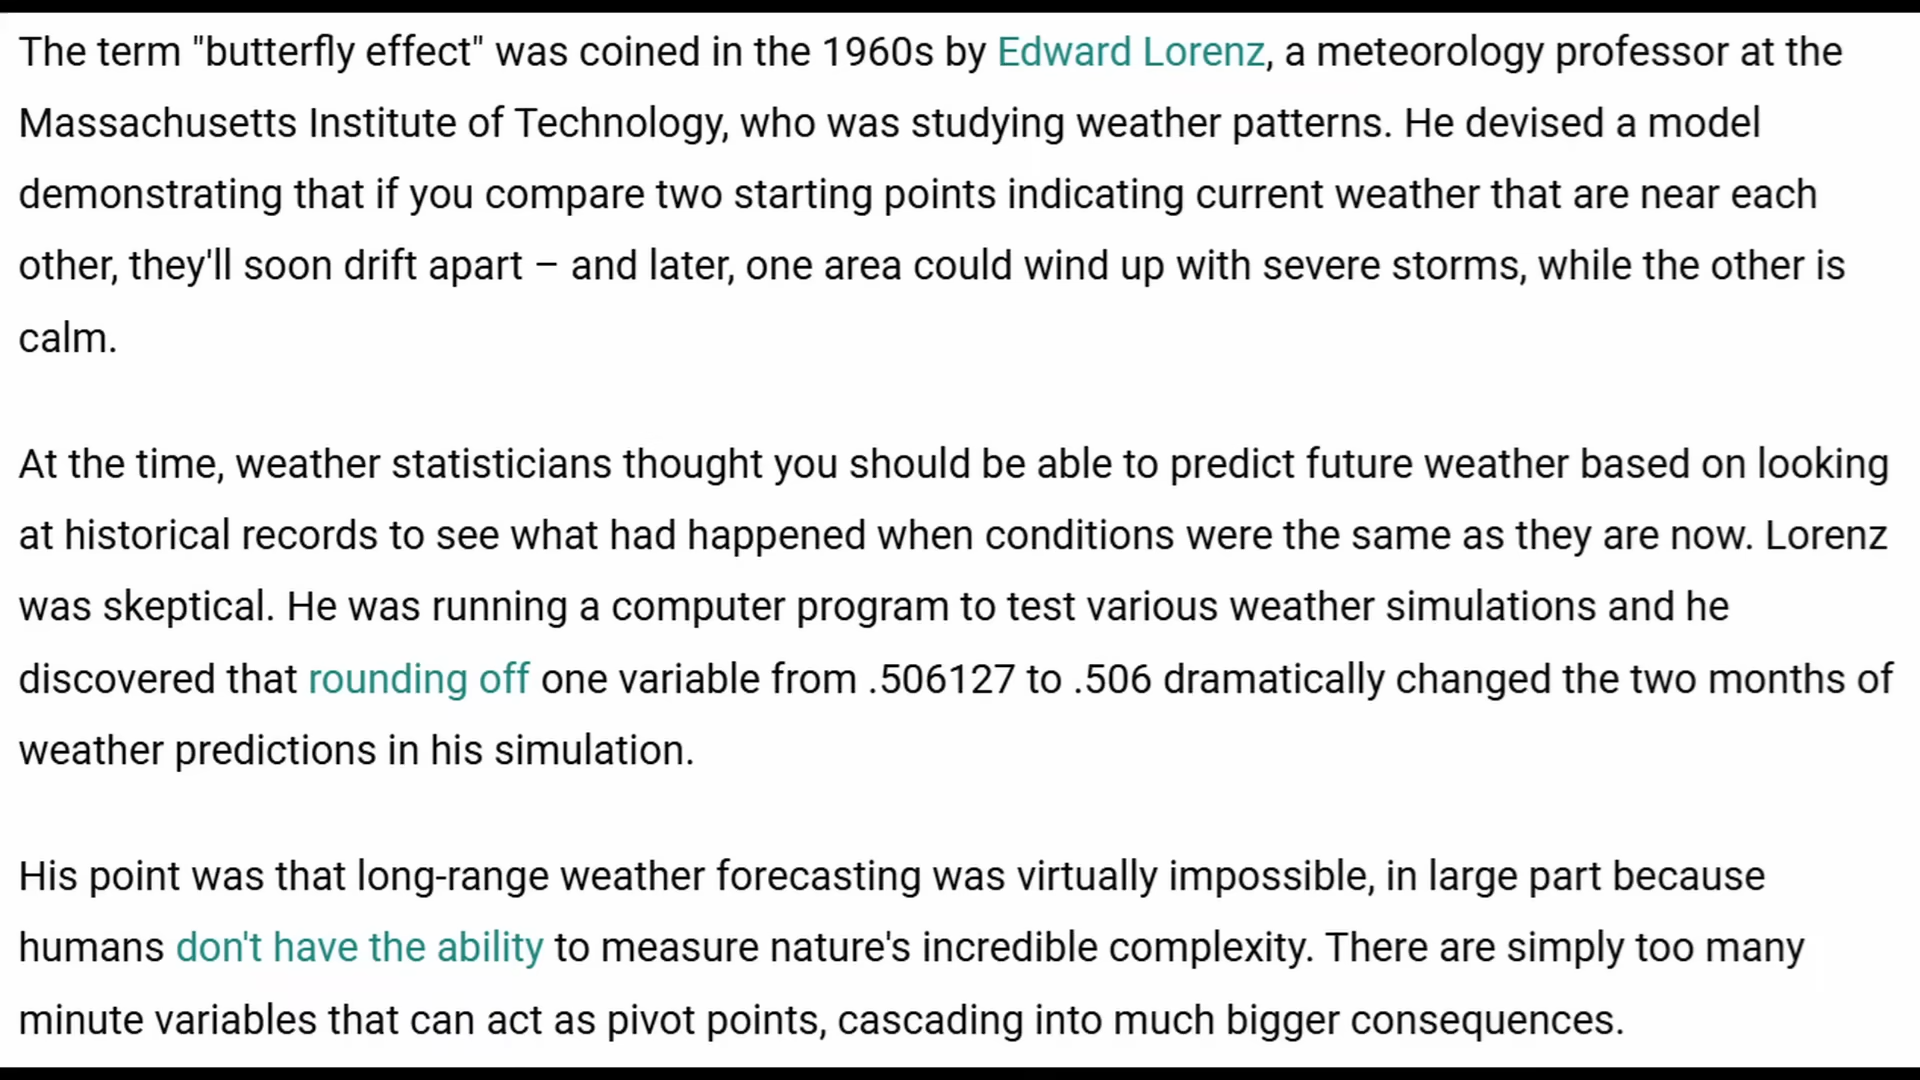 The term "butterfly effect" was coined in the 1960s by Edward Lorenz, a meteorology professor at the
Massachusetts Institute of Technology, who was studying weather patterns. He devised a model
demonstrating that if you compare two starting points indicating current weather that are near each
other, they'll soon drift apart – and later, one area could wind up with severe storms, while the other is
calm.
At the time, weather statisticians thought you should be able to predict future weather based on looking
at historical records to see what had happened when conditions were the same as they are now. Lorenz
was skeptical. He was running a computer program to test various weather simulations and he
discovered that rounding off one variable from .506127 to .506 dramatically changed the two months of
weather predictions in his simulation.
His point was that long-range weather forecasting was virtually impossible, in large part because
humans don't have the ability to measure nature's incredible complexity. There are simply too many
minute variables that can act as pivot points, cascading into much bigger consequences.